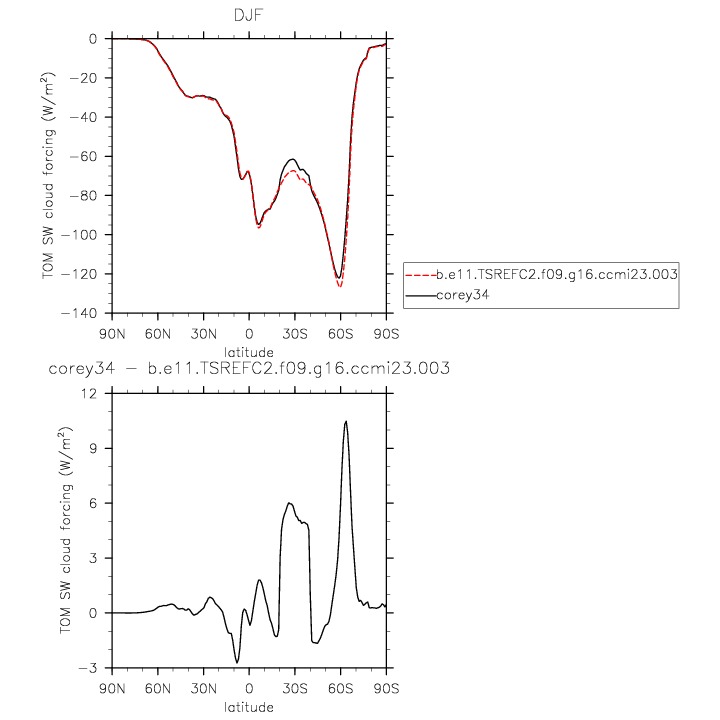 DJF
TOM SW cloud forcing (W/m²)
0
−20
−40
−60
−80
−100
−120
−140
90N 60N 30N 0 30S 60S 90S
latitude
b.e11.TSREFC2.f09.g16.ccmi23.003
corey34
corey34 − b.e11.TSREFC2.f09.g16.ccmi23.003
TOM SW cloud forcing (W/m²)
12
9
6
3
0
−3
90N 60N 30N 0 30S 60S 90S
latitude